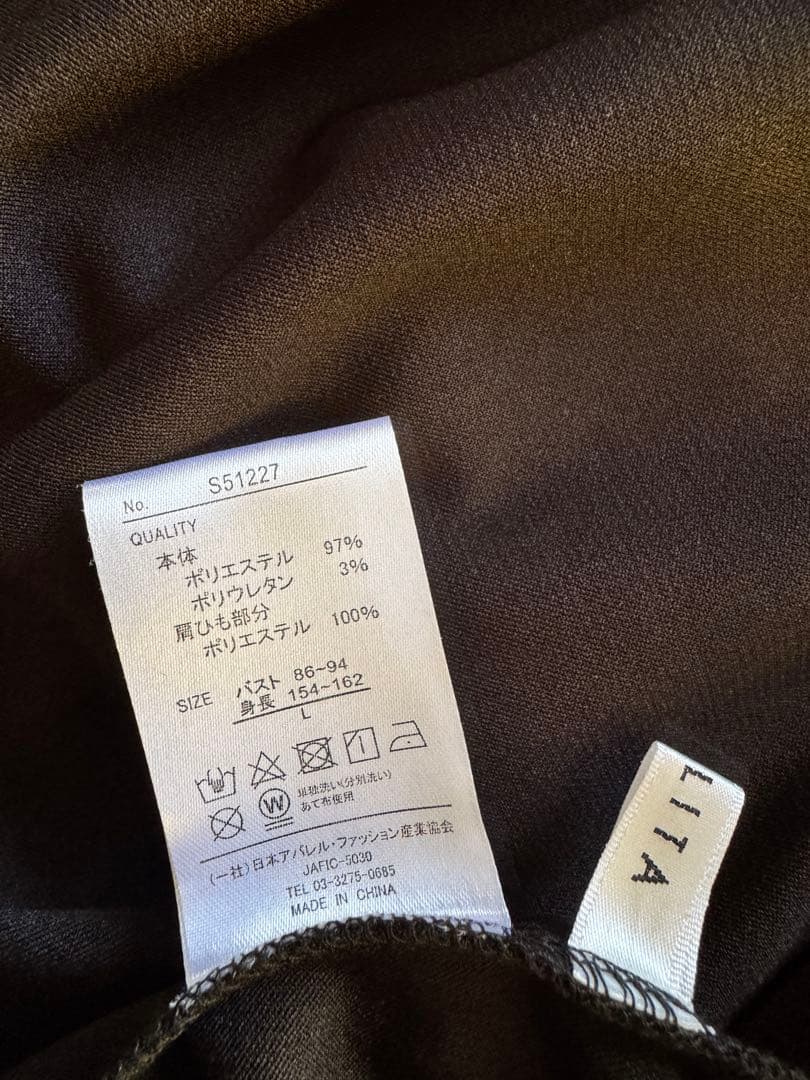 No. S51227
QUALITY
本体
ポリエステル 97%
ポリウレタン 3%
肩ひも部分
ポリエステル 100%
SIZE バスト 86~94
身長 154~162
L
W
単独洗い(分別洗い)
あて布使用
(一社)日本アパレル・ファッション産業協会
JAFIC-5030
TEL 03-3275-0685
MADE IN CHINA